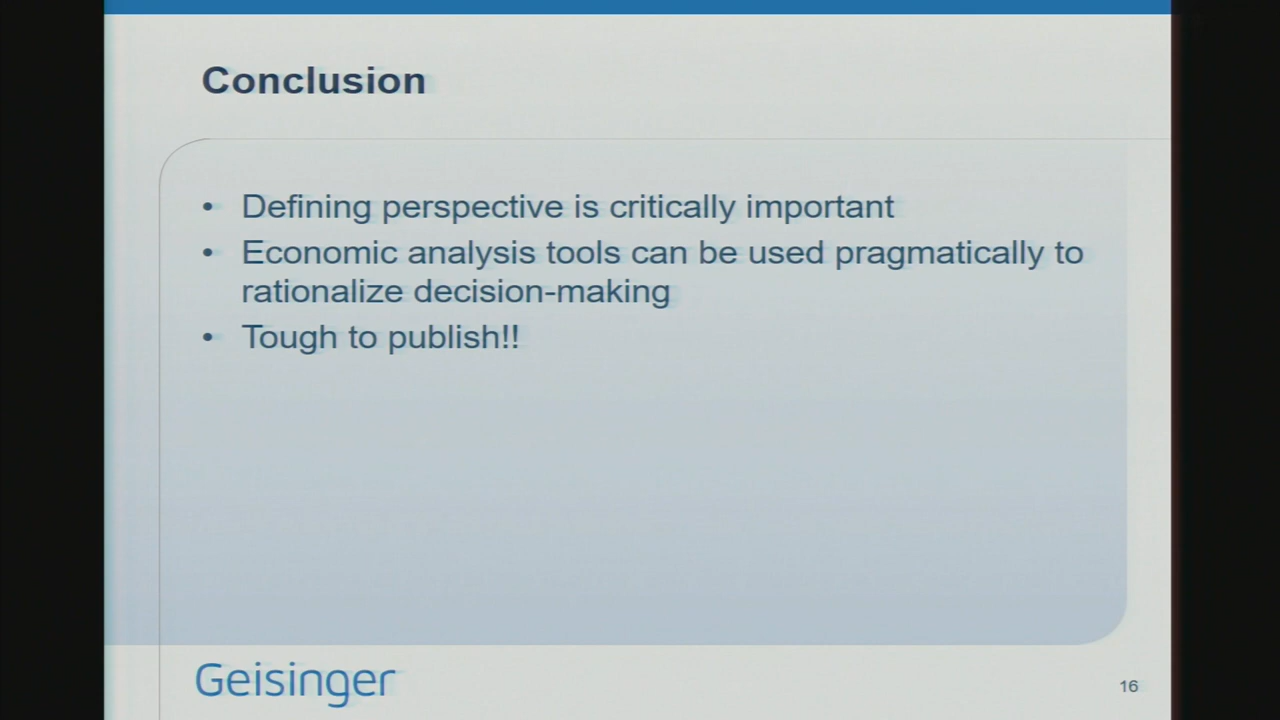 Conclusion
• Defining perspective is critically important
• Economic analysis tools can be used pragmatically to
rationalize decision-making
• Tough to publish!!
Geisinger
16